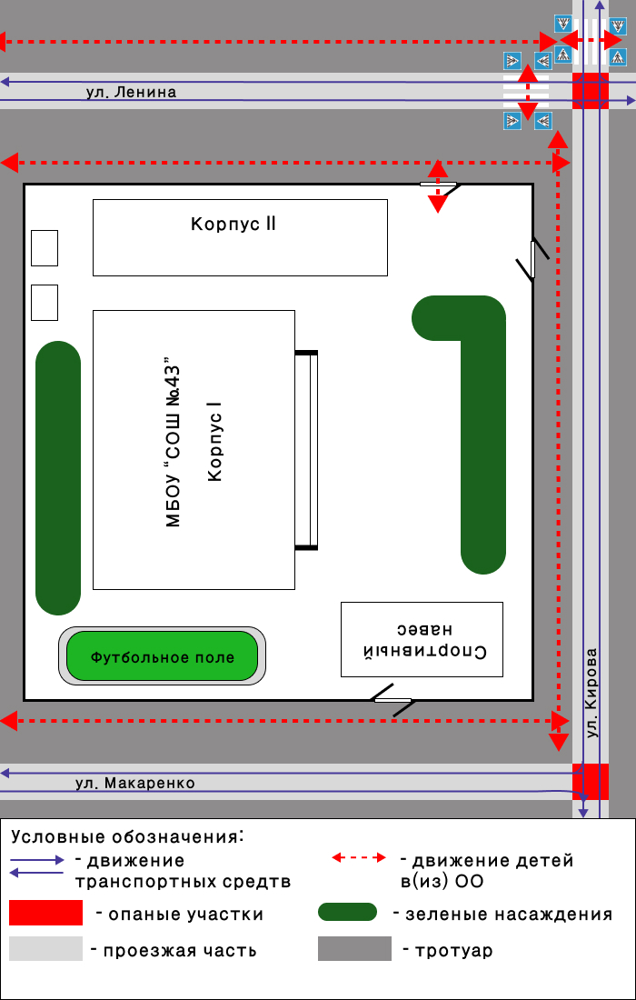 ул. Ленина
Корпус II
МБОУ “СОШ №43”
Корпус I
Спортивный
навес
Футбольное поле
ул. Кирова
ул. Макаренко
Условные обозначения:
- движение
транспортных средтв
- движение детей
в(из) ОО
- опаные участки
- зеленые насаждения
- проезжая часть
- тротуар